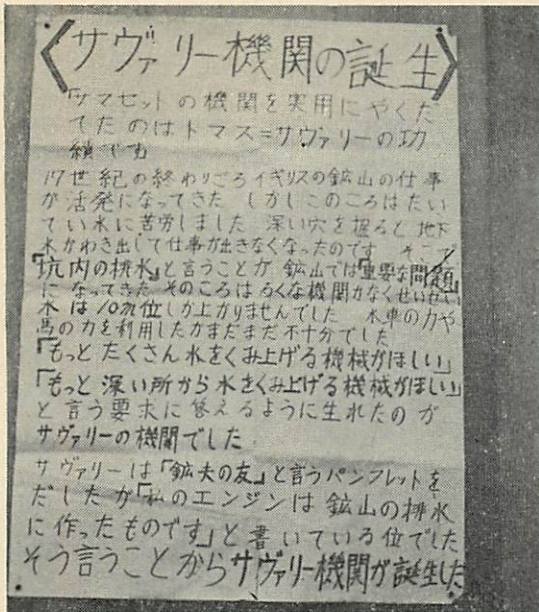 〈サヴァリー機関の誕生〉
サマセットの機関を実用にやくだ
てたのはトマス=サヴァリーの功
績です
17世紀の終わりごろイギリスの鉱山の仕事
が活発になってきた しかしこのころはたい
てい水に苦労しました 深い穴を掘ると地下
水がわき出して仕事が出きなくなったのです そこで
「坑内の排水」と言うことが鉱山では「重要な問題」
になってきた そのころはろくな機関がなくせいぜい
水は10m位しか上がりませんでした 水車の力や
馬の力を利用したがまだまだ不十分でした
「もっとたくさん水をくみ上げる機械がほしい」
「もっと深い所から水をくみ上げる機械がほしい」
と言う要求に答えるように生れたのが
サヴァリーの機関でした
サヴァリーは「鉱夫の友」と言うパンフレットを
だしたが「私のエンジンは鉱山の排水
に作ったものです」と書いている位でした
そう言うことからサヴァリー機関が誕生した